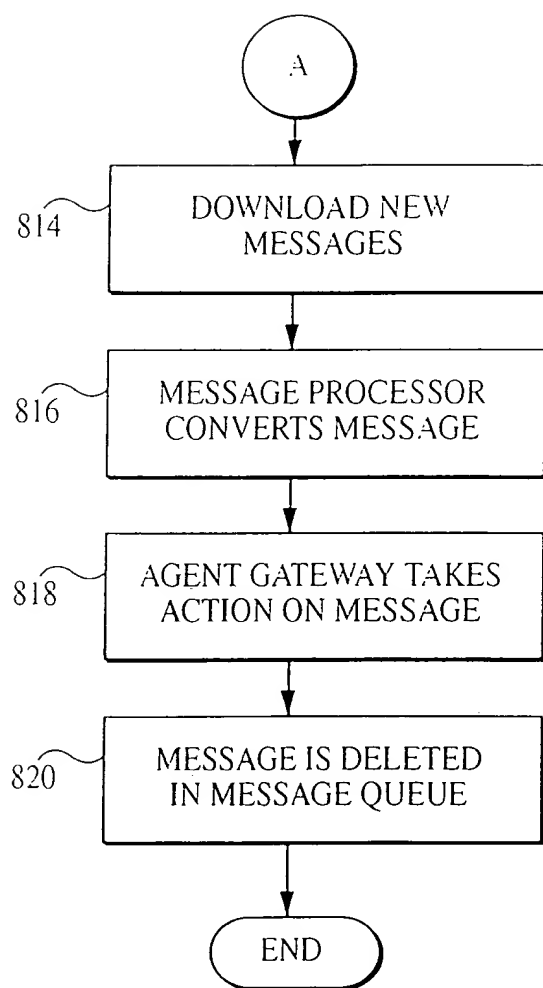 A
814
DOWNLOAD NEW
MESSAGES
816
MESSAGE PROCESSOR
CONVERTS MESSAGE
818
AGENT GATEWAY TAKES
ACTION ON MESSAGE
820
MESSAGE IS DELETED
IN MESSAGE QUEUE
END